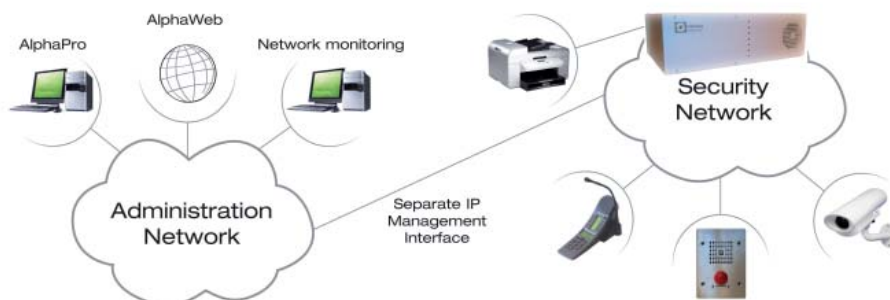 AlphaWeb
AlphaPro
Network monitoring
Security
Network
Administration
Network
Separate IP
Management
Interface